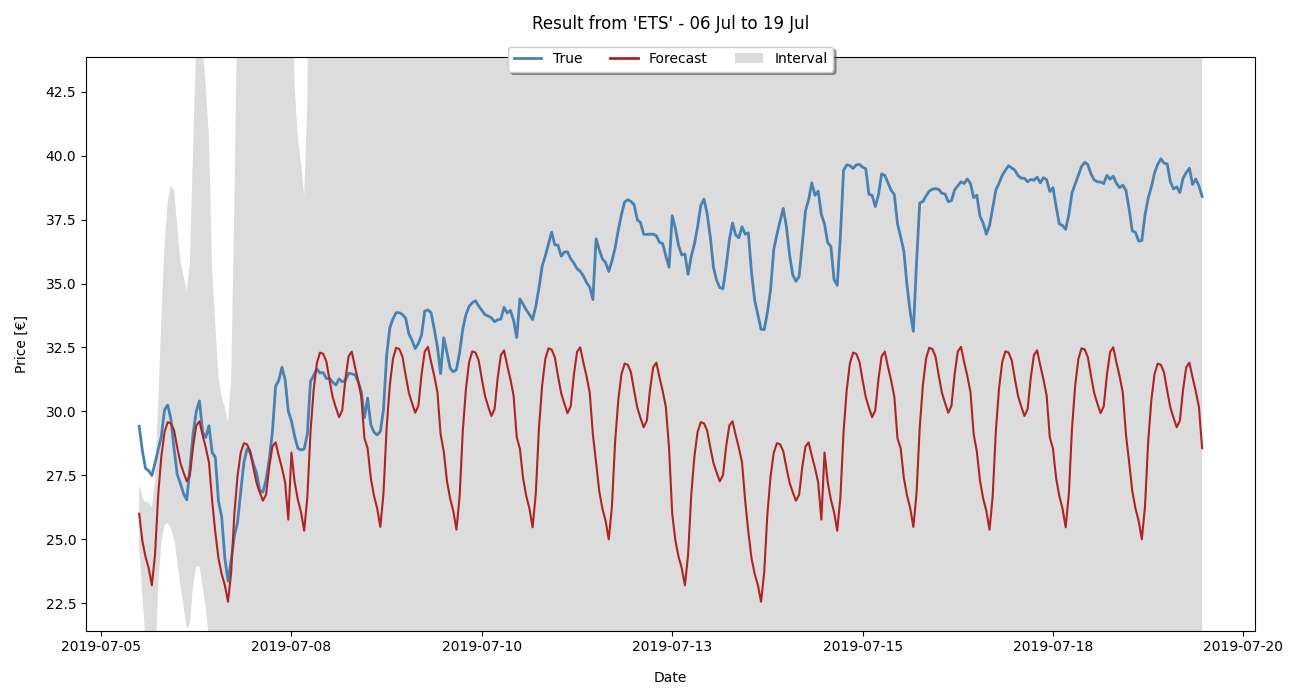 Result from 'ETS' - 06 Jul to 19 Jul
True Forecast Interval
Price [€]
42.5
40.0
37.5
35.0
32.5
30.0
27.5
25.0
22.5
2019-07-05 2019-07-08 2019-07-10 2019-07-13 2019-07-15 2019-07-18 2019-07-20
Date